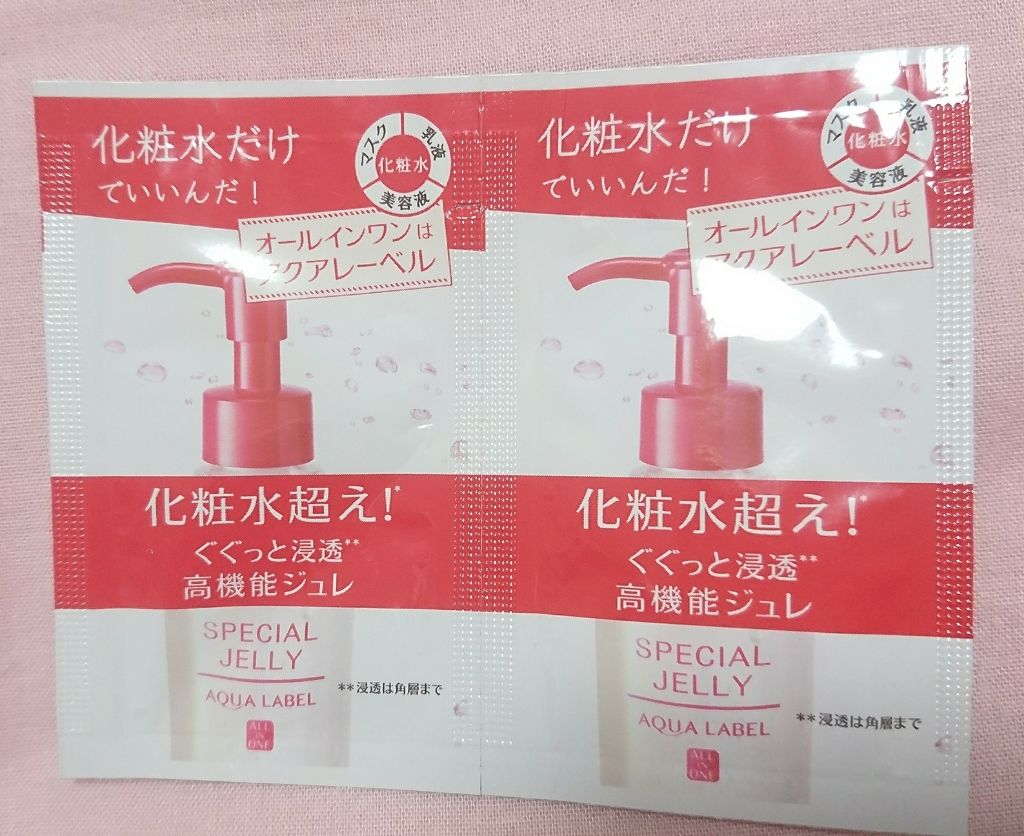 化粧水だけ
でいいんだ！
マスク
乳液
化粧水
美容液
オールインワンは
アクアレーベル
化粧水超え!*
ぐぐっと浸透**
高機能ジュレ
SPECIAL
JELLY
AQUA LABEL
**浸透は角層まで
ALL
IN
ONE
化粧水だけ
でいいんだ！
マスク
乳液
化粧水
美容液
オールインワンは
アクアレーベル
化粧水超え!*
ぐぐっと浸透**
高機能ジュレ
SPECIAL
JELLY
AQUA LABEL
**浸透は角層まで
ALL
IN
ONE